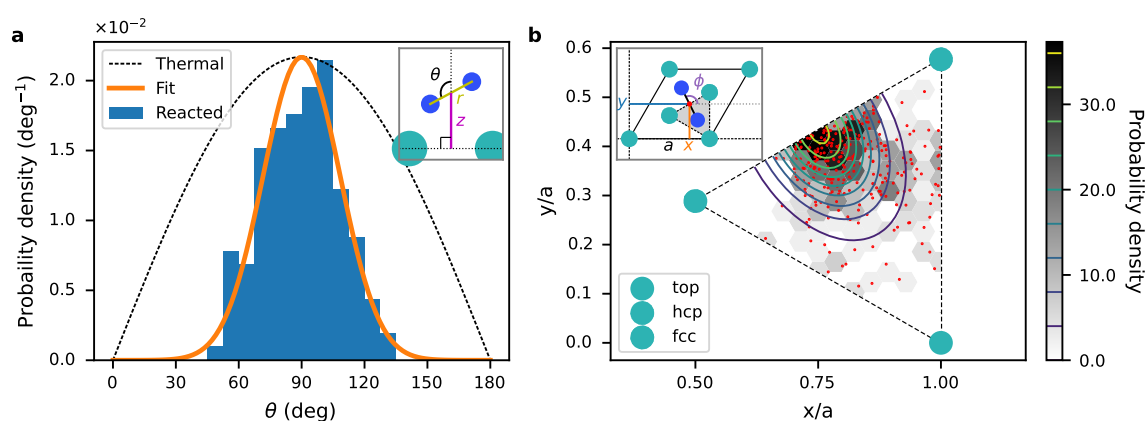 a
×10−2
Probaility density (deg−1)
2.0
1.5
1.0
0.5
0.0
0
30
60
90
120
150
180
θ (deg)
Thermal
Fit
Reacted
θ
r
z
b
y/a
0.6
0.5
0.4
0.3
0.2
0.1
0.0
0.50
0.75
1.00
x/a
ϕ
y
a
x
top
hcp
fcc
30.0
20.0
10.0
0.0
Probability density